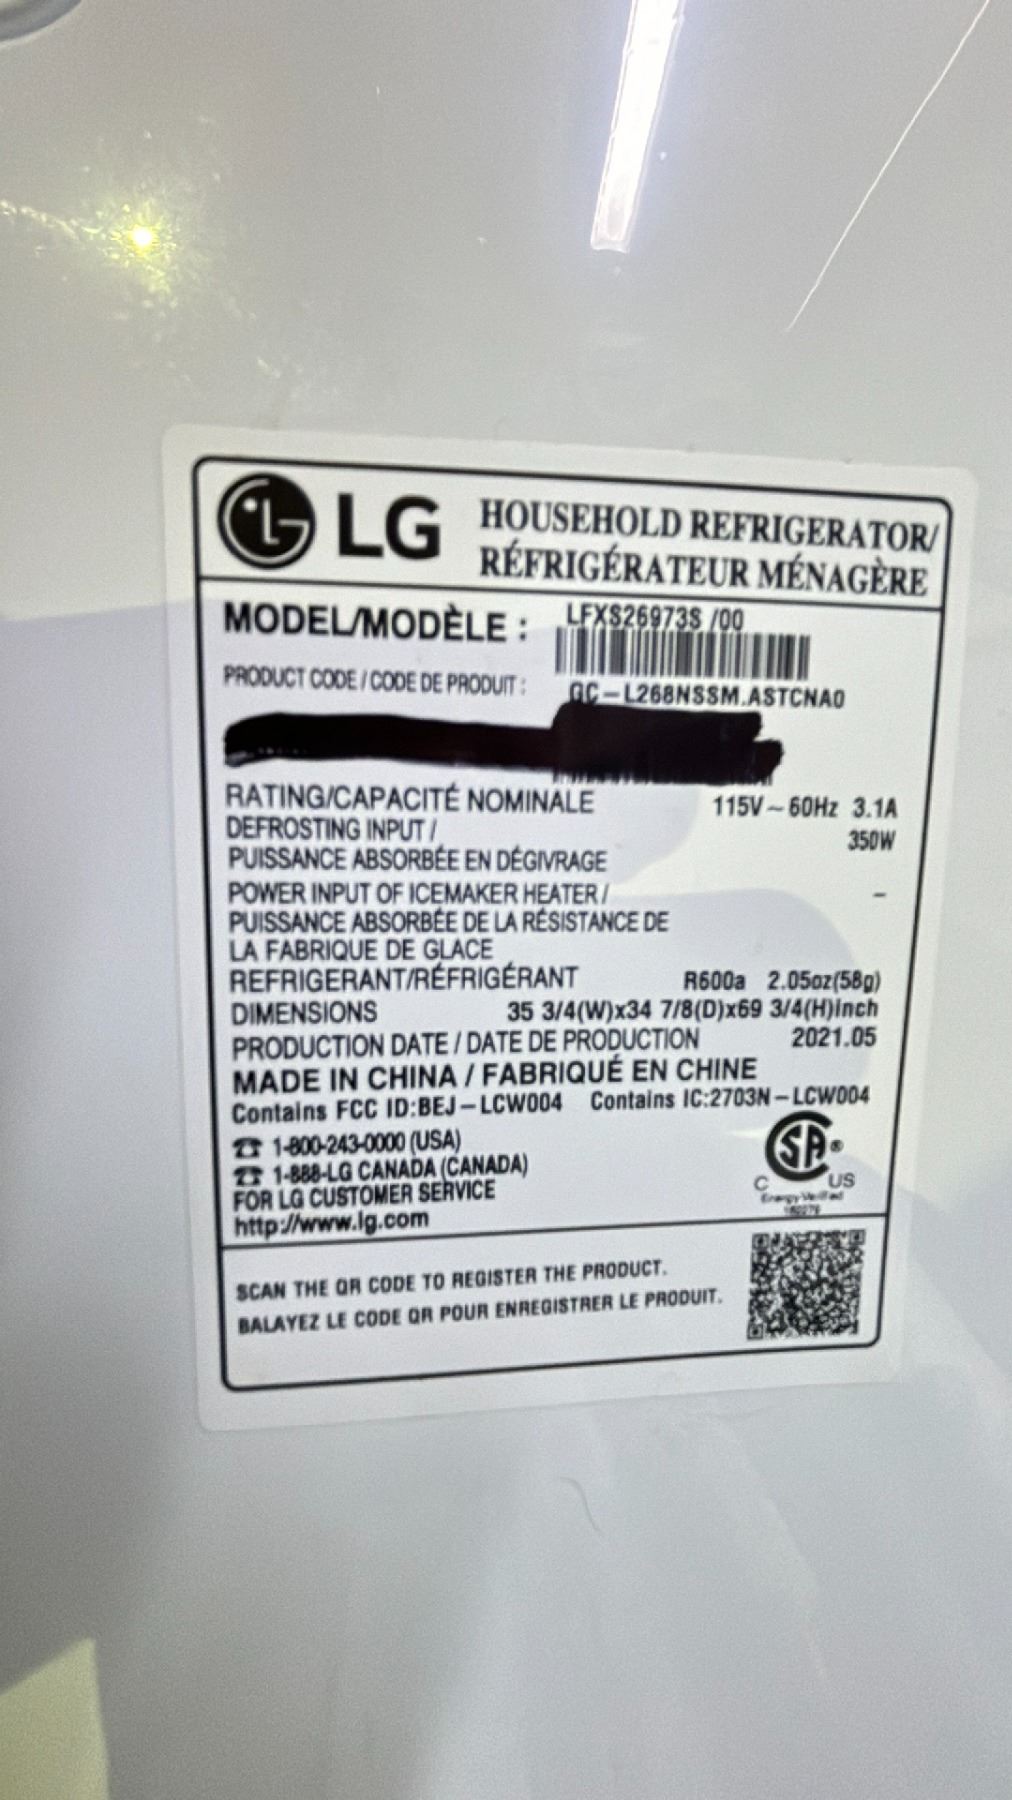 LG HOUSEHOLD REFRIGERATOR/
RÉFRIGÉRATEUR MÉNAGÈRE
MODEL/MODÈLE : LFXS26973S /00
PRODUCT CODE / CODE DE PRODUIT : GC-L268NSSM.ASTCNA0
RATING/CAPACITÉ NOMINALE 115V~60Hz 3.1A
DEFROSTING INPUT / 350W
PUISSANCE ABSORBÉE EN DÉGIVRAGE
POWER INPUT OF ICEMAKER HEATER / –
PUISSANCE ABSORBÉE DE LA RÉSISTANCE DE
LA FABRIQUE DE GLACE
REFRIGERANT/RÉFRIGÉRANT R600a 2.05oz(58g)
DIMENSIONS 35 3/4(W)x34 7/8(D)x69 3/4(H)inch
PRODUCTION DATE / DATE DE PRODUCTION 2021.05
MADE IN CHINA / FABRIQUÉ EN CHINE
Contains FCC ID:BEJ-LCW004 Contains IC:2703N-LCW004
☎ 1-800-243-0000 (USA)
☎ 1-888-LG CANADA (CANADA)
FOR LG CUSTOMER SERVICE
http://www.lg.com
SA ®
C US
Energy Verified
SCAN THE QR CODE TO REGISTER THE PRODUCT.
BALAYEZ LE CODE QR POUR ENREGISTRER LE PRODUIT.